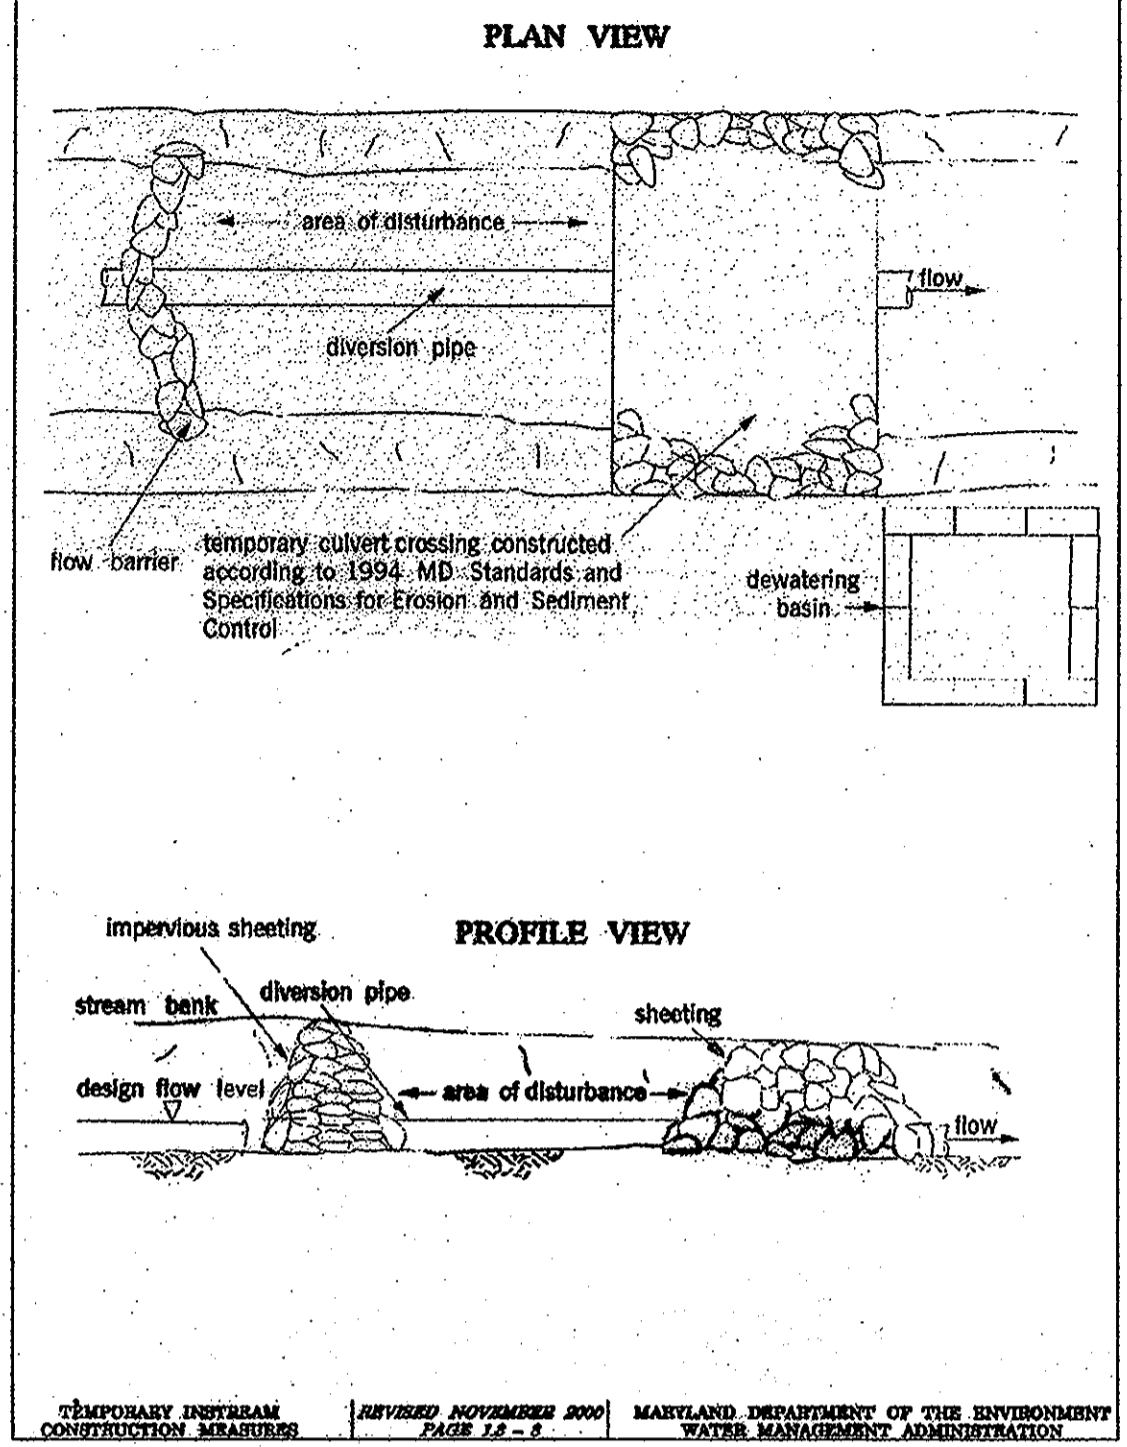 PLAN VIEW
area of disturbance
flow
diversion pipe
flow barrier
temporary culvert crossing constructed
according to 1994 MD Standards and
Specifications for Erosion and Sediment
Control
dewatering
basin
impervious sheeting
PROFILE VIEW
stream bank
diversion pipe
sheeting
design flow level
area of disturbance
flow
TEMPORARY INSTREAM
CONSTRUCTION MEASURES
REVISED NOVEMBER 2000
MARYLAND DEPARTMENT OF THE ENVIRONMENT
WATER MANAGEMENT ADMINISTRATION